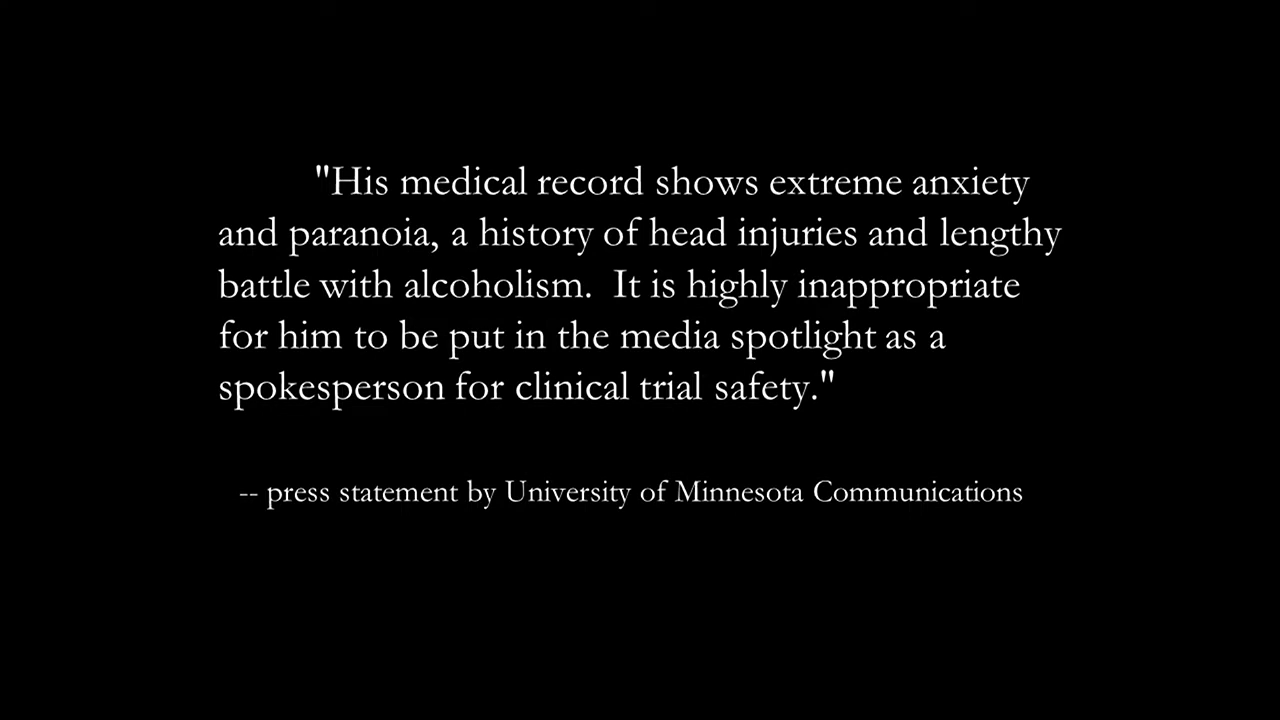 "His medical record shows extreme anxiety
and paranoia, a history of head injuries and lengthy
battle with alcoholism.  It is highly inappropriate
for him to be put in the media spotlight as a
spokesperson for clinical trial safety."
-- press statement by University of Minnesota Communications